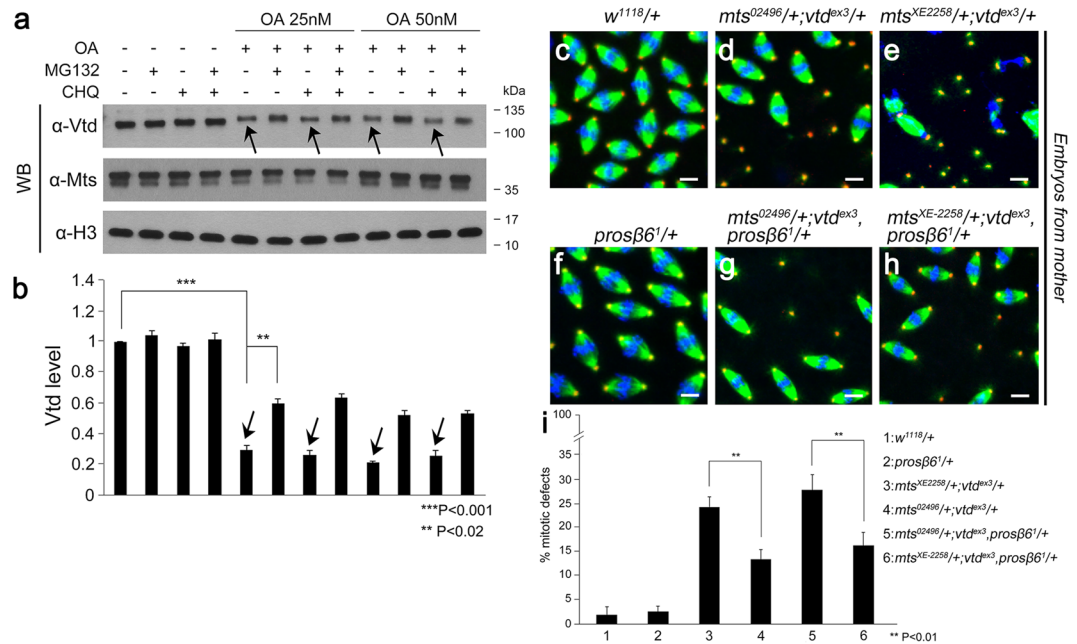 a
OA 25nM OA 50nM
OA - - - - + + + + + + + +
MG132 - + - + - + - + - + - +
CHQ - - + + - - + + - - + +
kDa
WB
α-Vtd
- 135
- 100
α-Mts
- 35
α-H3
- 17
- 10
b
Vtd level
1.4
1.2
1
0.8
0.6
0.4
0.2
0
***
**
***P<0.001
** P<0.02
w1118/+
mts02496/+;vtdex3/+
mtsXE2258/+;vtdex3/+
c
d
e
prosβ61/+
mts02496/+;vtdex3,
prosβ61/+
mtsXE-2258/+;vtdex3,
prosβ61/+
f
g
h
Embryos from mother
i
% mitotic defects
100
35
30
25
20
15
10
5
0
**
**
1 2 3 4 5 6
** P<0.01
1:w1118/+
2:prosβ61/+
3:mtsXE2258/+;vtdex3/+
4:mts02496/+;vtdex3/+
5:mts02496/+;vtdex3,prosβ61/+
6:mtsXE-2258/+;vtdex3,prosβ61/+